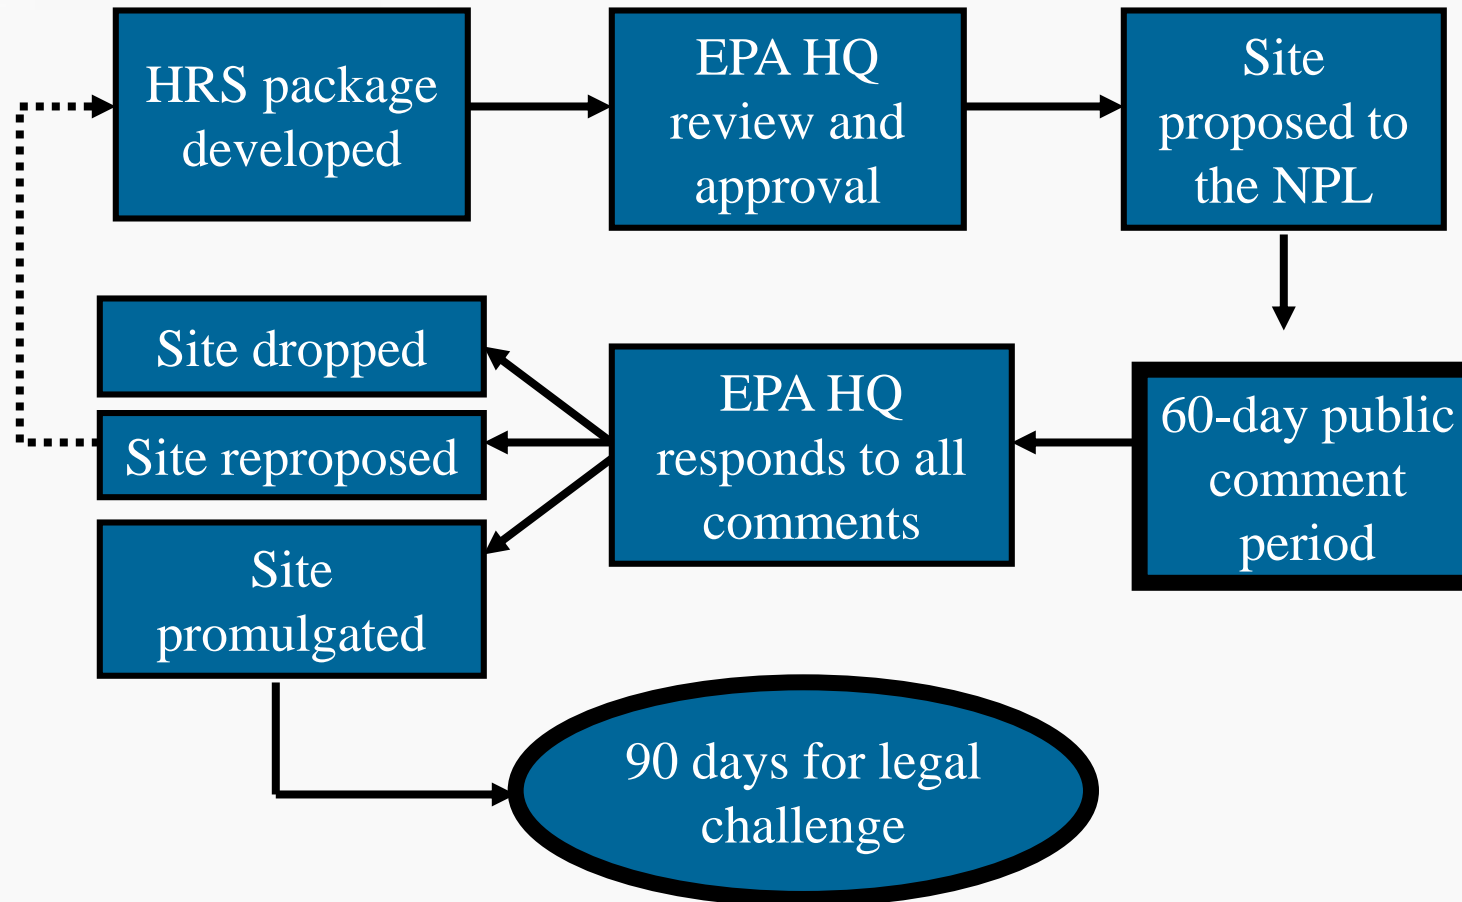 HRS package
developed
EPA HQ
review and
approval
Site
proposed to
the NPL
60-day public
comment
period
EPA HQ
responds to all
comments
Site dropped
Site reproposed
Site
promulgated
90 days for legal
challenge